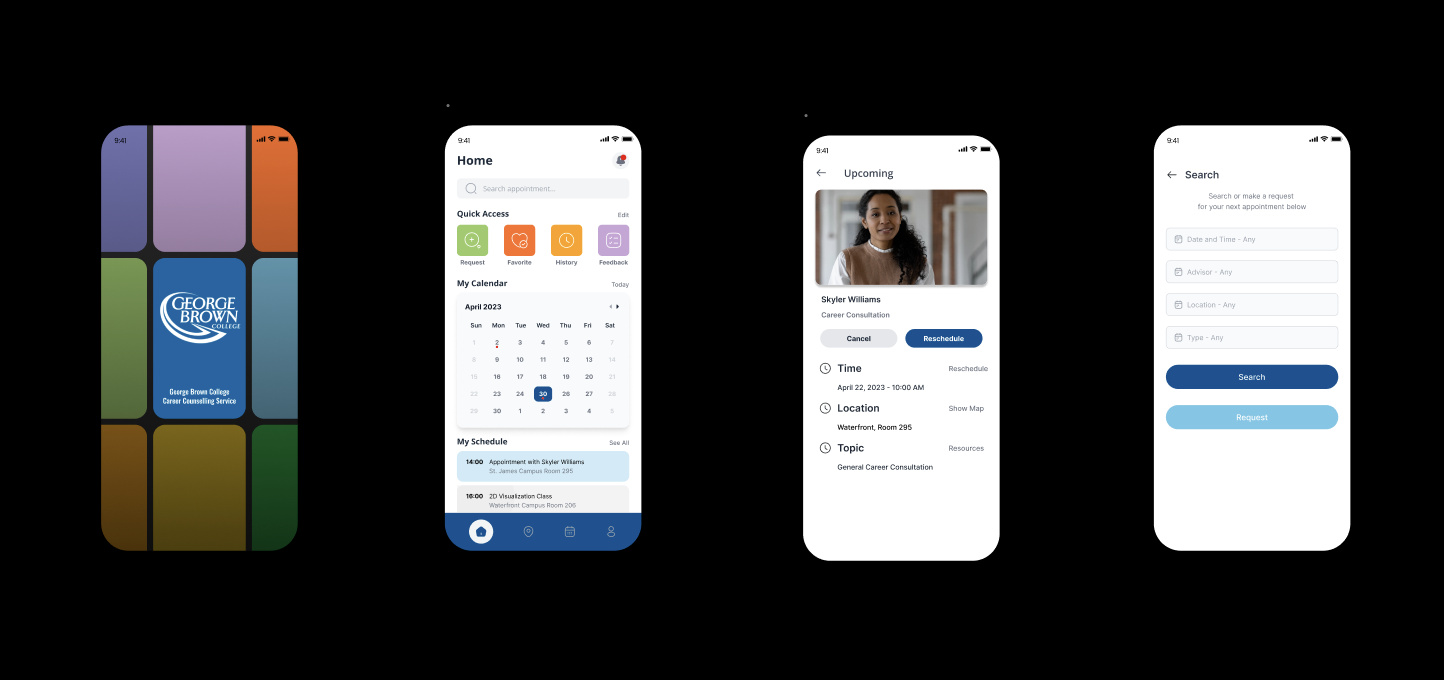 9:41
GEORGE
BROWN
COLLEGE
George Brown College
Career Counselling Service
9:41
Home
Search appointment...
Quick Access
Edit
Request
Favorite
History
Feedback
My Calendar
Today
April 2023
Sun Mon Tue Wed Thu Fri Sat
1 2 3 4 5 6 7
8 9 10 11 12 13 14
15 16 17 18 19 20 21
22 23 24 30 26 27 28
29 30 1 2 3 4 5
My Schedule
See All
14:00 Appointment with Skyler Williams
St. James Campus Room 295
16:00 2D Visualization Class
Waterfront Campus Room 206
9:41
Upcoming
Skyler Williams
Career Consultation
Cancel
Reschedule
Time
Reschedule
April 22, 2023 - 10:00 AM
Location
Show Map
Waterfront, Room 295
Topic
Resources
General Career Consultation
9:41
Search
Search or make a request
for your next appointment below
Date and Time - Any
Advisor - Any
Location - Any
Type - Any
Search
Request